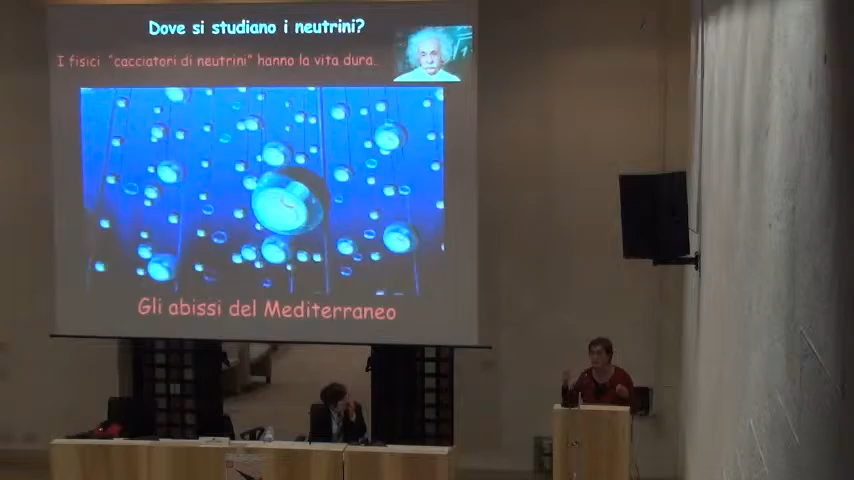 Dove si studiano i neutrini?
I fisici "cacciatori di neutrini" hanno la vita dura..
Gli abissi del Mediterraneo